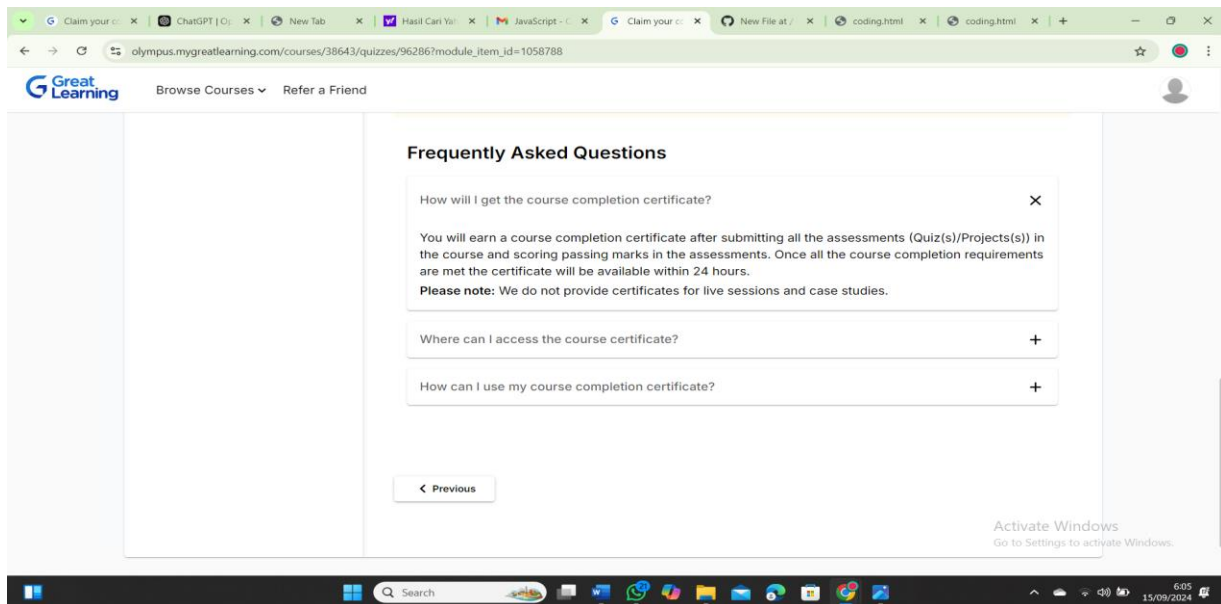 Claim your c
ChatGPT | O
New Tab
Hasil Cari Ya
JavaScript - C
Claim your c
New File at /
coding.html
coding.html
olympus.mygreatlearning.com/courses/38643/quizzes/96286?module_item_id=1058788
Great Learning
Browse Courses
Refer a Friend
Frequently Asked Questions
How will I get the course completion certificate?
You will earn a course completion certificate after submitting all the assessments (Quiz(s)/Projects(s)) in
the course and scoring passing marks in the assessments. Once all the course completion requirements
are met the certificate will be available within 24 hours.
Please note: We do not provide certificates for live sessions and case studies.
Where can I access the course certificate?
How can I use my course completion certificate?
Previous
Activate Windows
Go to Settings to activate Windows.
Search
6:05
15/09/2024